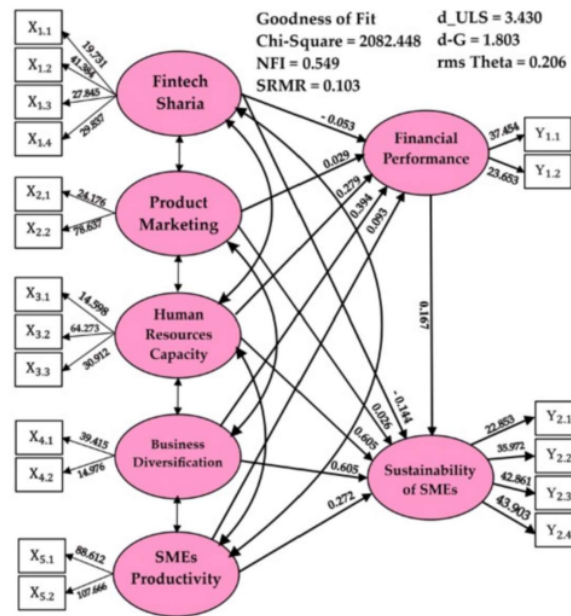 Goodness of Fit
Chi-Square = 2082.448
NFI = 0.549
SRMR = 0.103
d_ULS = 3.430
d-G = 1.803
rms Theta = 0.206
X1.1
X1.2
X1.3
X1.4
19.731
41.384
27.845
29.837
Fintech
Sharia
X2,1
X2.2
24.176
78.637
Product
Marketing
X3.1
X3.2
X3.3
14.598
64.273
30.912
Human
Resources
Capacity
X4.1
X4.2
39.415
14.976
Business
Diversification
X5.1
X5.2
88.612
107.666
SMEs
Productivity
- 0.053
0.029
0.279
0.394
0.093
Financial
Performance
37.454
23.653
Y1.1
Y1.2
0.167
- 0.144
0.026
0.605
0.605
0.272
Sustainability
of SMEs
22.853
35.972
42.861
43.903
Y2.1
Y2.2
Y2.3
Y2.4